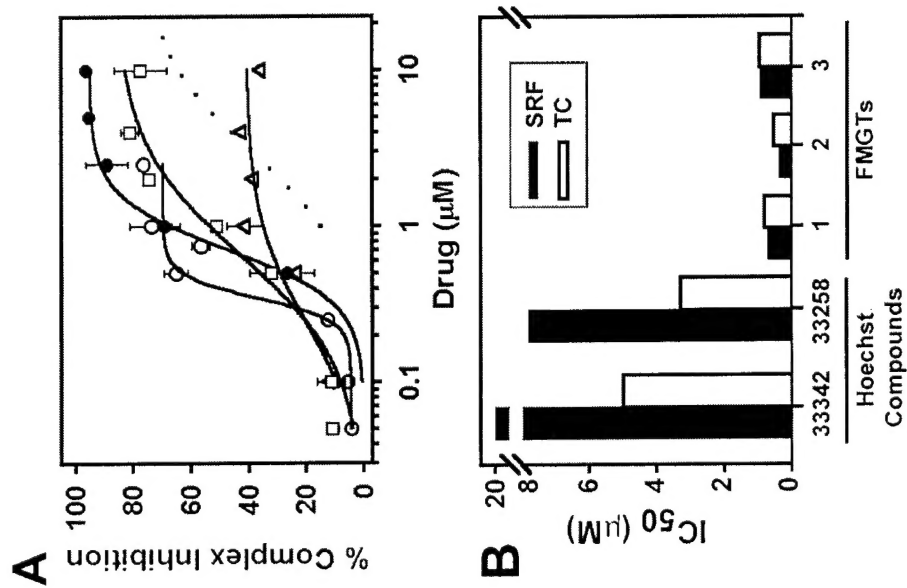 A
% Complex Inhibition
100
80
60
40
20
0
0.1
1
10
Drug (μM)
B
IC50 (μM)
20
8
6
4
2
0
SRF
TC
33342
33258
1
2
3
Hoechst
Compounds
FMGTs